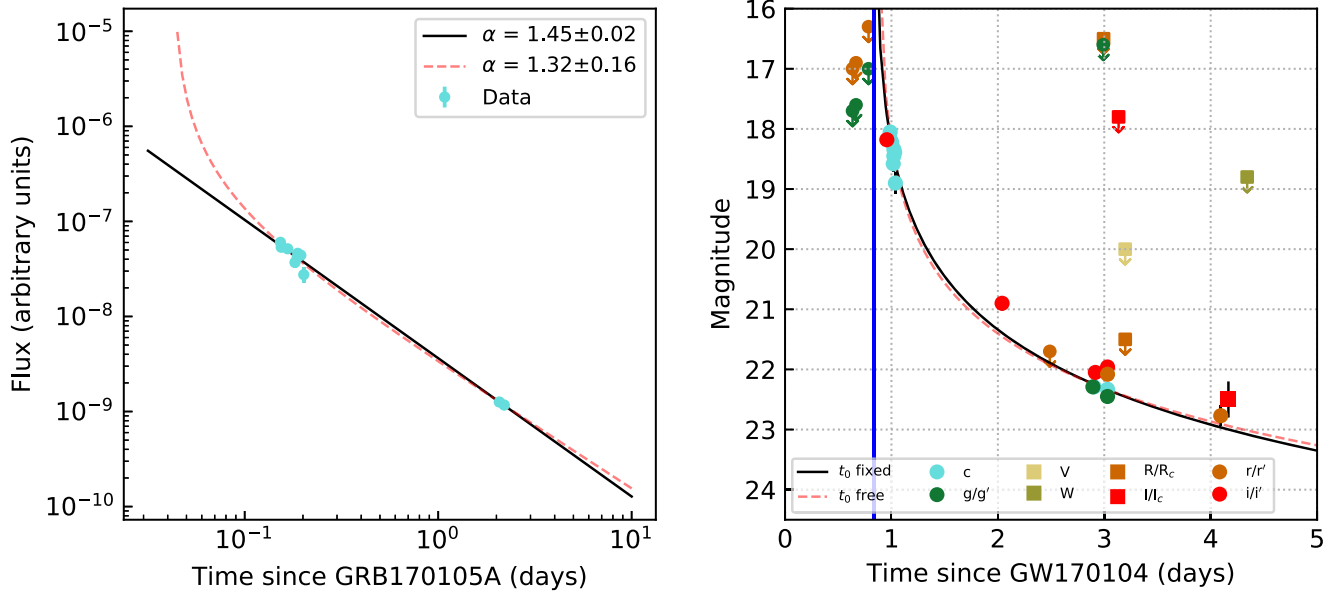 α = 1.45±0.02
α = 1.32±0.16
Data
10⁻⁵
10⁻⁶
10⁻⁷
10⁻⁸
10⁻⁹
10⁻¹⁰
Flux (arbitrary units)
10⁻¹
10⁰
10¹
Time since GRB170105A (days)
16
17
18
19
20
21
22
23
24
Magnitude
t₀ fixed
t₀ free
c
g/g′
V
W
R/R_c
I/I_c
r/r′
i/i′
0
1
2
3
4
5
Time since GW170104 (days)